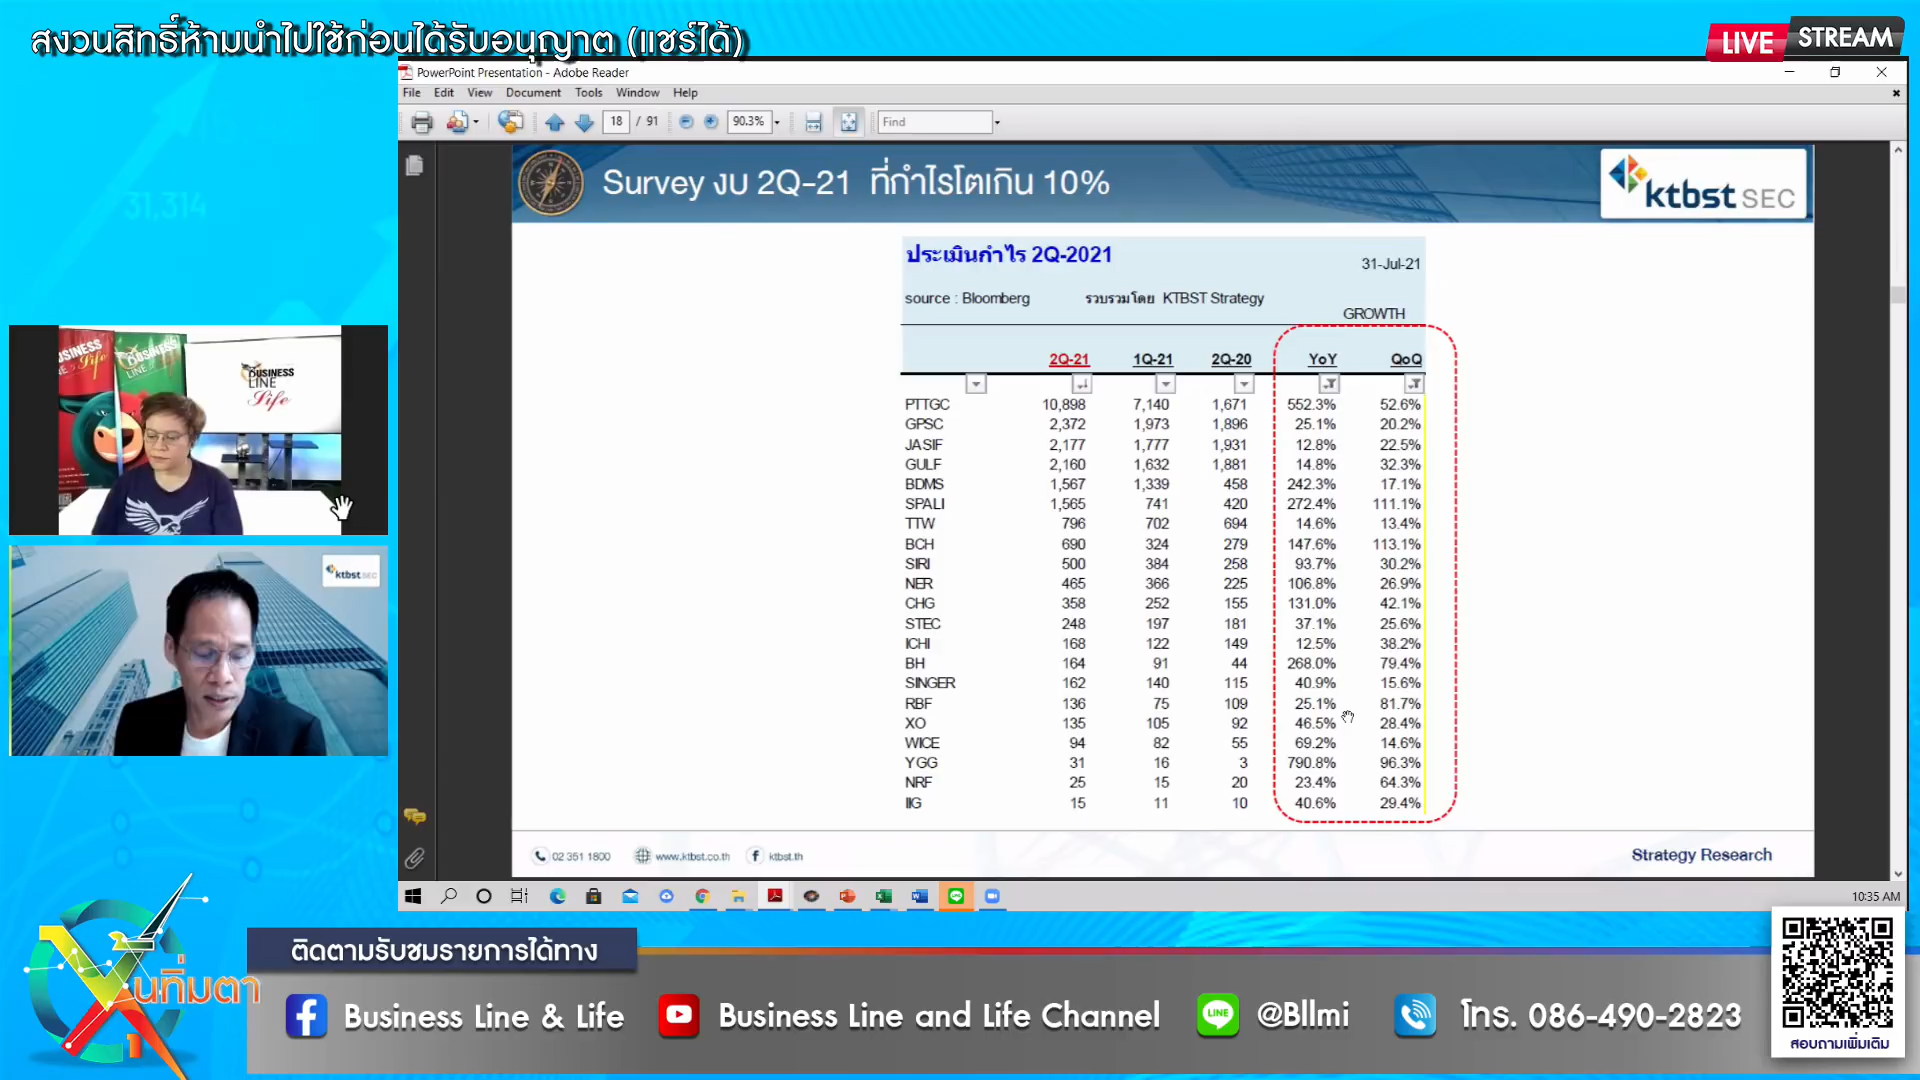 สงวนสิทธิ์ห้ามนำไปใช้ก่อนได้รับอนุญาต (แชร์ได้)
LIVE STREAM
PowerPoint Presentation - Adobe Reader
File Edit View Document Tools Window Help
18 / 91 90.3% Find
Survey งบ 2Q-21 ที่กำไรโตเกิน 10%
ktbst SEC
ประเมินกำไร 2Q-2021
31-Jul-21
source : Bloomberg รวบรวมโดย KTBST Strategy
GROWTH
2Q-21 1Q-21 2Q-20 YoY QoQ
PTTGC 10,898 7,140 1,671 552.3% 52.6%
GPSC 2,372 1,973 1,896 25.1% 20.2%
JASIF 2,177 1,777 1,931 12.8% 22.5%
GULF 2,160 1,632 1,881 14.8% 32.3%
BDMS 1,567 1,339 458 242.3% 17.1%
SPALI 1,565 741 420 272.4% 111.1%
TTW 796 702 694 14.6% 13.4%
BCH 690 324 279 147.6% 113.1%
SIRI 500 384 258 93.7% 30.2%
NER 465 366 225 106.8% 26.9%
CHG 358 252 155 131.0% 42.1%
STEC 248 197 181 37.1% 25.6%
ICHI 168 122 149 12.5% 38.2%
BH 164 91 44 268.0% 79.4%
SINGER 162 140 115 40.9% 15.6%
RBF 136 75 109 25.1% 81.7%
XO 135 105 92 46.5% 28.4%
WICE 94 82 55 69.2% 14.6%
YGG 31 16 3 790.8% 96.3%
NRF 25 15 20 23.4% 64.3%
IIG 15 11 10 40.6% 29.4%
02 351 1800 www.ktbst.co.th ktbst.th
Strategy Research
10:35 AM
31,314
BUSINESS
LINE
Life
ktbst SEC
ทันทิมตา
ติดตามรับชมรายการได้ทาง
Business Line & Life Business Line and Life Channel LINE @Bllmi โทร. 086-490-2823
สอบถามเพิ่มเติม